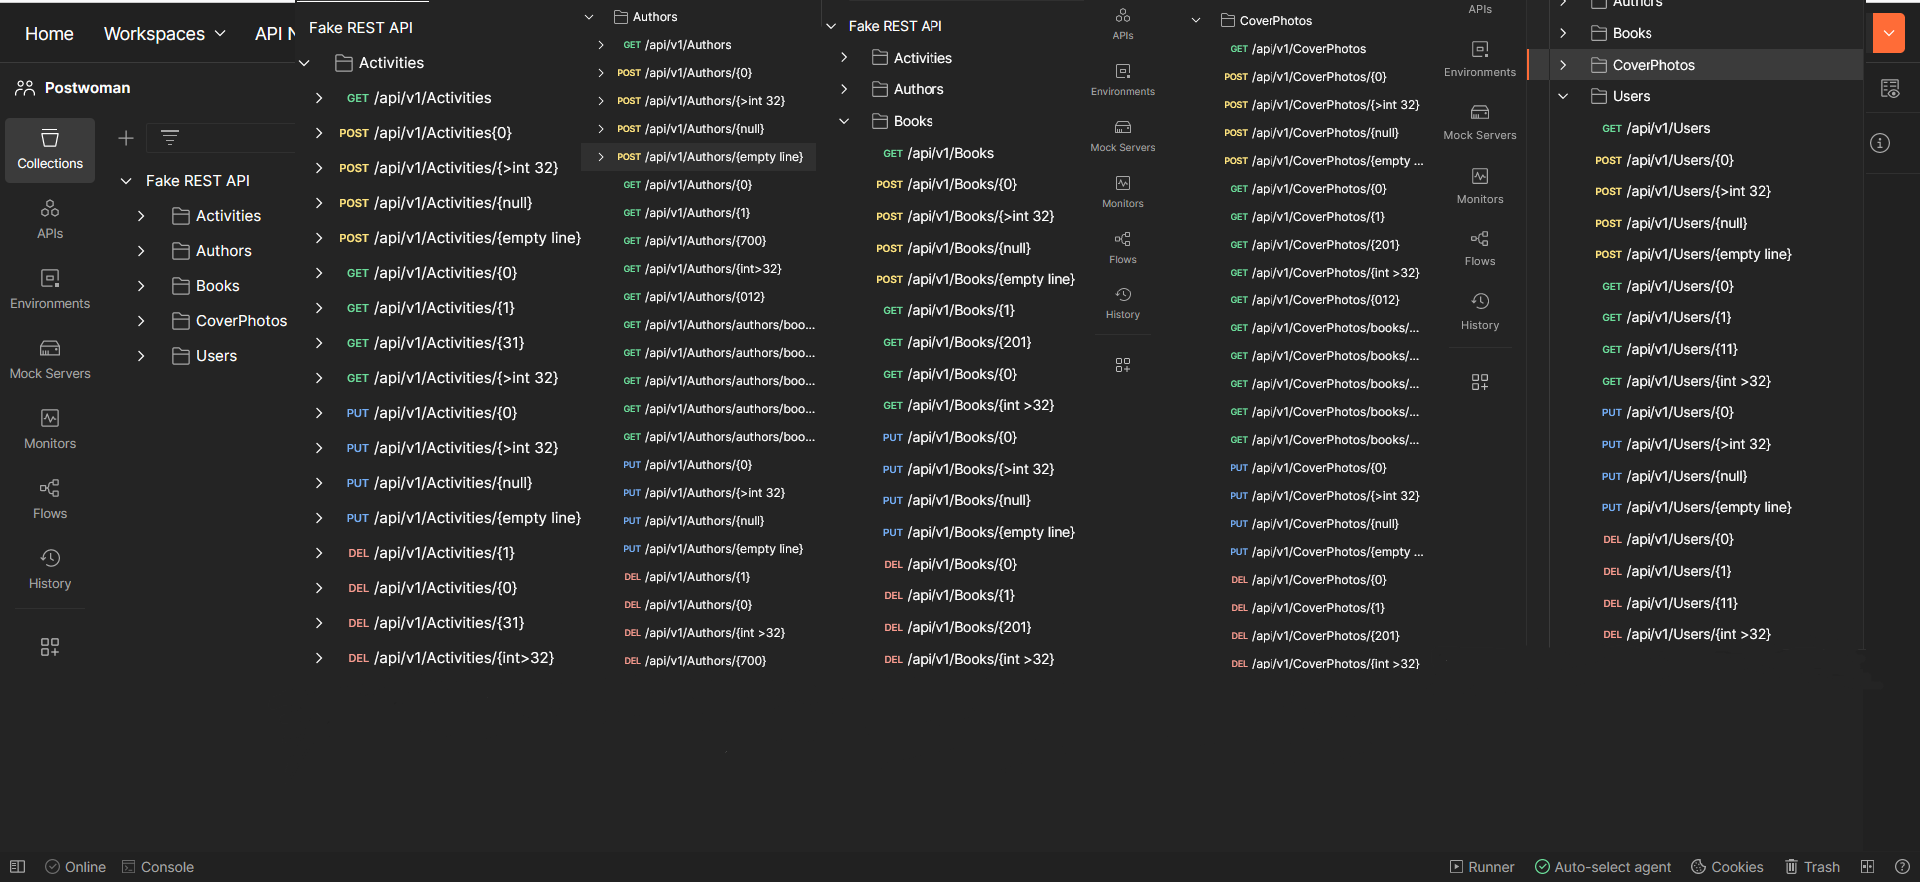 Home
Workspaces
API N
Postwoman
Collections
APIs
Environments
Mock Servers
Monitors
Flows
History
Fake REST API
Activities
Authors
Books
CoverPhotos
Users
Fake REST API
Activities
GET /api/v1/Activities
POST /api/v1/Activities{0}
POST /api/v1/Activities/{>int 32}
POST /api/v1/Activities/{null}
POST /api/v1/Activities/{empty line}
GET /api/v1/Activities/{0}
GET /api/v1/Activities/{1}
GET /api/v1/Activities/{31}
GET /api/v1/Activities/{>int 32}
PUT /api/v1/Activities/{0}
PUT /api/v1/Activities/{>int 32}
PUT /api/v1/Activities/{null}
PUT /api/v1/Activities/{empty line}
DEL /api/v1/Activities/{1}
DEL /api/v1/Activities/{0}
DEL /api/v1/Activities/{31}
DEL /api/v1/Activities/{int>32}
Authors
GET /api/v1/Authors
POST /api/v1/Authors/{0}
POST /api/v1/Authors/{>int 32}
POST /api/v1/Authors/{null}
POST /api/v1/Authors/{empty line}
GET /api/v1/Authors/{0}
GET /api/v1/Authors/{1}
GET /api/v1/Authors/{700}
GET /api/v1/Authors/{int>32}
GET /api/v1/Authors/{012}
GET /api/v1/Authors/authors/boo...
GET /api/v1/Authors/authors/boo...
GET /api/v1/Authors/authors/boo...
GET /api/v1/Authors/authors/boo...
GET /api/v1/Authors/authors/boo...
PUT /api/v1/Authors/{0}
PUT /api/v1/Authors/{>int 32}
PUT /api/v1/Authors/{null}
PUT /api/v1/Authors/{empty line}
DEL /api/v1/Authors/{1}
DEL /api/v1/Authors/{0}
DEL /api/v1/Authors/{int >32}
DEL /api/v1/Authors/{700}
Fake REST API
Activities
Authors
Books
GET /api/v1/Books
POST /api/v1/Books/{0}
POST /api/v1/Books/{>int 32}
POST /api/v1/Books/{null}
POST /api/v1/Books/{empty line}
GET /api/v1/Books/{1}
GET /api/v1/Books/{201}
GET /api/v1/Books/{0}
GET /api/v1/Books/{int >32}
PUT /api/v1/Books/{0}
PUT /api/v1/Books/{>int 32}
PUT /api/v1/Books/{null}
PUT /api/v1/Books/{empty line}
DEL /api/v1/Books/{0}
DEL /api/v1/Books/{1}
DEL /api/v1/Books/{201}
DEL /api/v1/Books/{int >32}
APIs
Environments
Mock Servers
Monitors
Flows
History
CoverPhotos
GET /api/v1/CoverPhotos
POST /api/v1/CoverPhotos/{0}
POST /api/v1/CoverPhotos/{>int 32}
POST /api/v1/CoverPhotos/{null}
POST /api/v1/CoverPhotos/{empty ...
GET /api/v1/CoverPhotos/{0}
GET /api/v1/CoverPhotos/{1}
GET /api/v1/CoverPhotos/{201}
GET /api/v1/CoverPhotos/{int >32}
GET /api/v1/CoverPhotos/{012}
GET /api/v1/CoverPhotos/books/...
GET /api/v1/CoverPhotos/books/...
GET /api/v1/CoverPhotos/books/...
GET /api/v1/CoverPhotos/books/...
GET /api/v1/CoverPhotos/books/...
PUT /api/v1/CoverPhotos/{0}
PUT /api/v1/CoverPhotos/{>int 32}
PUT /api/v1/CoverPhotos/{null}
PUT /api/v1/CoverPhotos/{empty ...
DEL /api/v1/CoverPhotos/{0}
DEL /api/v1/CoverPhotos/{1}
DEL /api/v1/CoverPhotos/{201}
DEL /api/v1/CoverPhotos/{int >32}
APIs
Environments
Mock Servers
Monitors
Flows
History
Authors
Books
CoverPhotos
Users
GET /api/v1/Users
POST /api/v1/Users/{0}
POST /api/v1/Users/{>int 32}
POST /api/v1/Users/{null}
POST /api/v1/Users/{empty line}
GET /api/v1/Users/{0}
GET /api/v1/Users/{1}
GET /api/v1/Users/{11}
GET /api/v1/Users/{int >32}
PUT /api/v1/Users/{0}
PUT /api/v1/Users/{>int 32}
PUT /api/v1/Users/{null}
PUT /api/v1/Users/{empty line}
DEL /api/v1/Users/{0}
DEL /api/v1/Users/{1}
DEL /api/v1/Users/{11}
DEL /api/v1/Users/{int >32}
Online
Console
Runner
Auto-select agent
Cookies
Trash